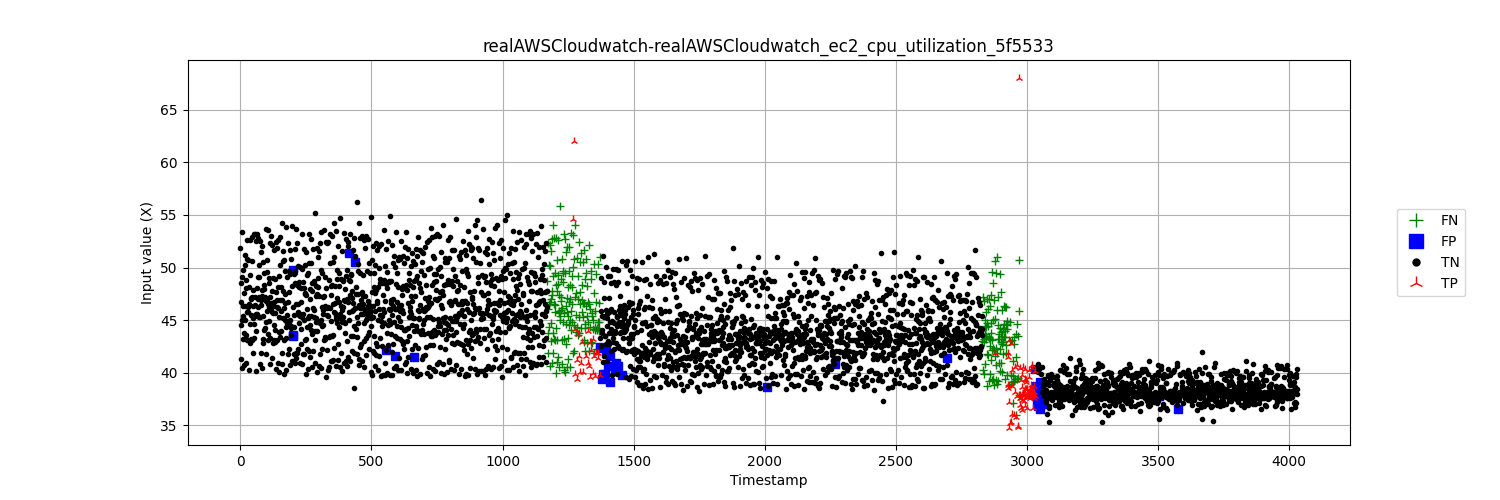 realAWSCloudwatch-realAWSCloudwatch_ec2_cpu_utilization_5f5533
65
60
55
50
45
40
35
Input value (X)
0 500 1000 1500 2000 2500 3000 3500 4000
Timestamp
FN
FP
TN
TP